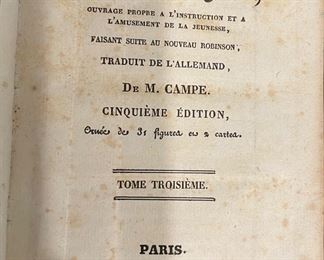 OUVRAGE PROPRE A L'INSTRUCTION ET A
L'AMUSEMENT DE LA JEUNESSE,
FAISANT SUITE AU NOUVEAU ROBINSON,
TRADUIT DE L'ALLEMAND,
DE M. CAMPE.
CINQUIÈME ÉDITION,
Ornée de 31 figures et 2 cartes.
TOME TROISIÈME.
PARIS.